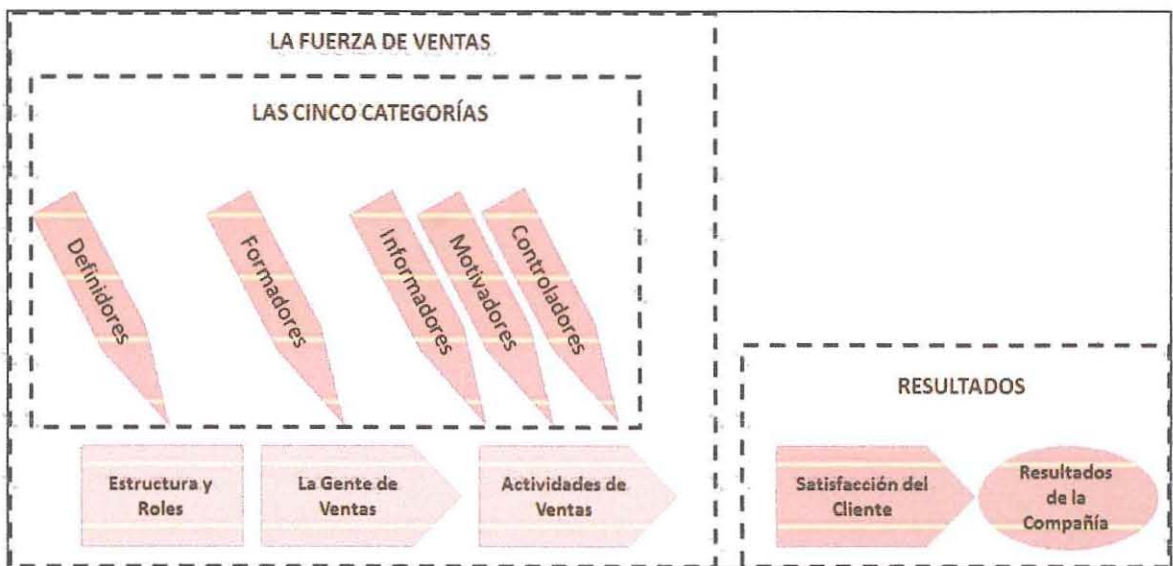 LA FUERZA DE VENTAS
LAS CINCO CATEGORÍAS
Definidores
Formadores
Informadores
Motivadores
Controladores
RESULTADOS
Estructura y
Roles
La Gente de
Ventas
Actividades de
Ventas
Satisfacción del
Cliente
Resultados
de la
Compañía